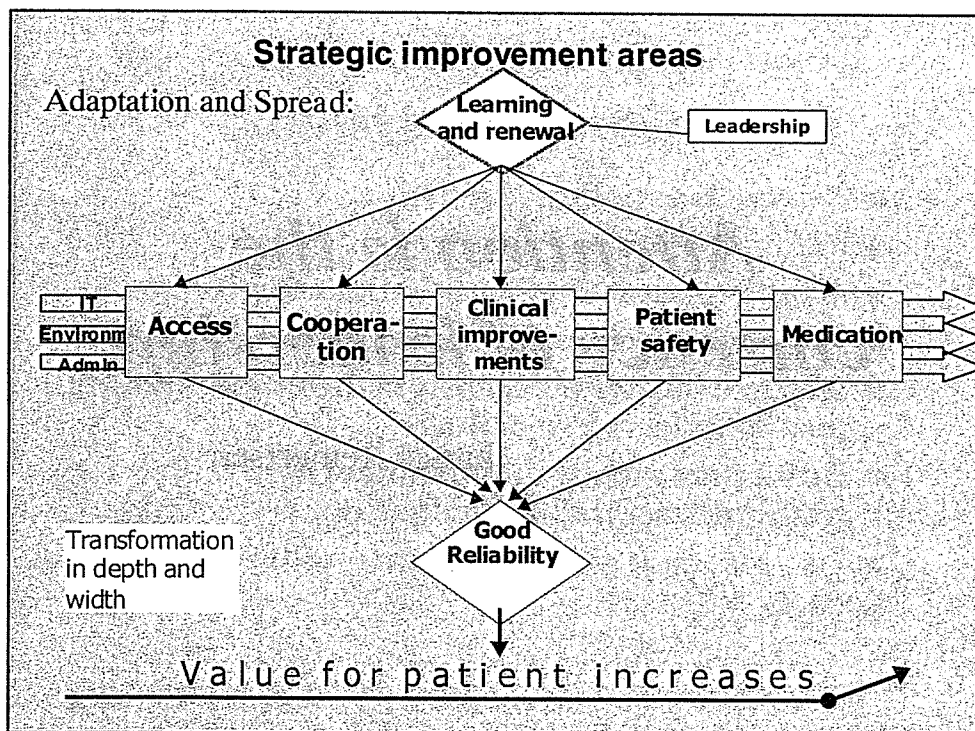 Strategic improvement areas
Adaptation and Spread:
Learning
and renewal
Leadership
IT
Environm
Admin
Access
Coopera-
tion
Clinical
improve-
ments
Patient
safety
Medication
Good
Reliability
Transformation
in depth and
width
Value for patient increases